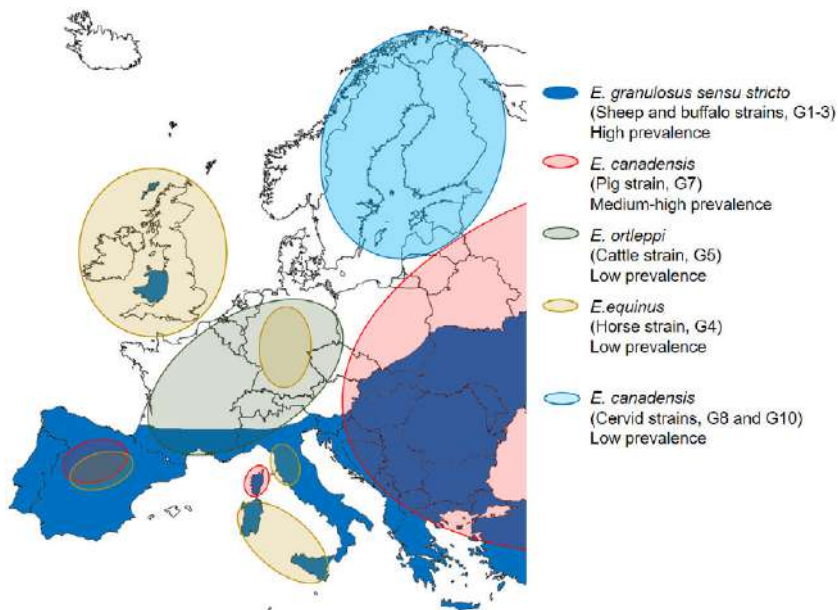 E. granulosus sensu stricto
(Sheep and buffalo strains, G1-3)
High prevalence
E. canadensis
(Pig strain, G7)
Medium-high prevalence
E. ortleppi
(Cattle strain, G5)
Low prevalence
E.equinus
(Horse strain, G4)
Low prevalence
E. canadensis
(Cervid strains, G8 and G10)
Low prevalence